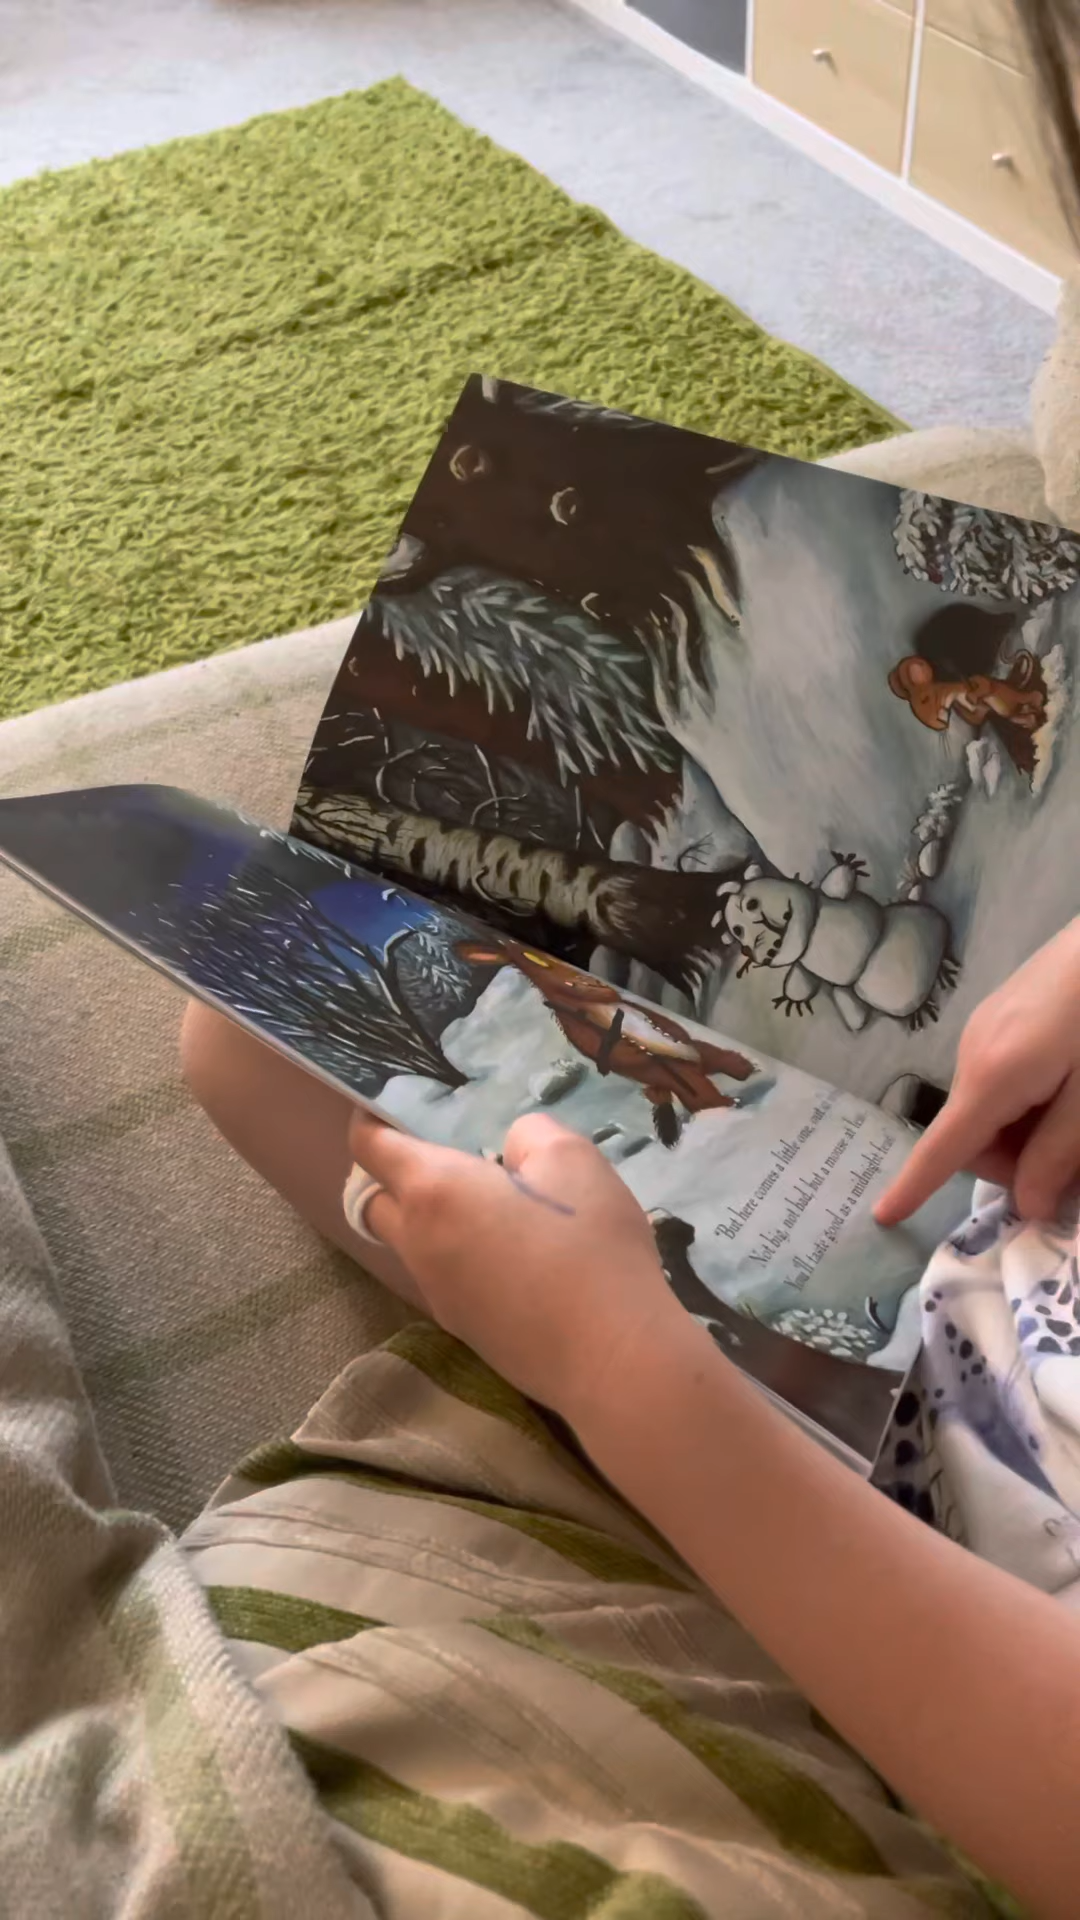 "But here comes a little one, out
Not big, not bad, but a mouse at
You'll taste good as a midnight feast"